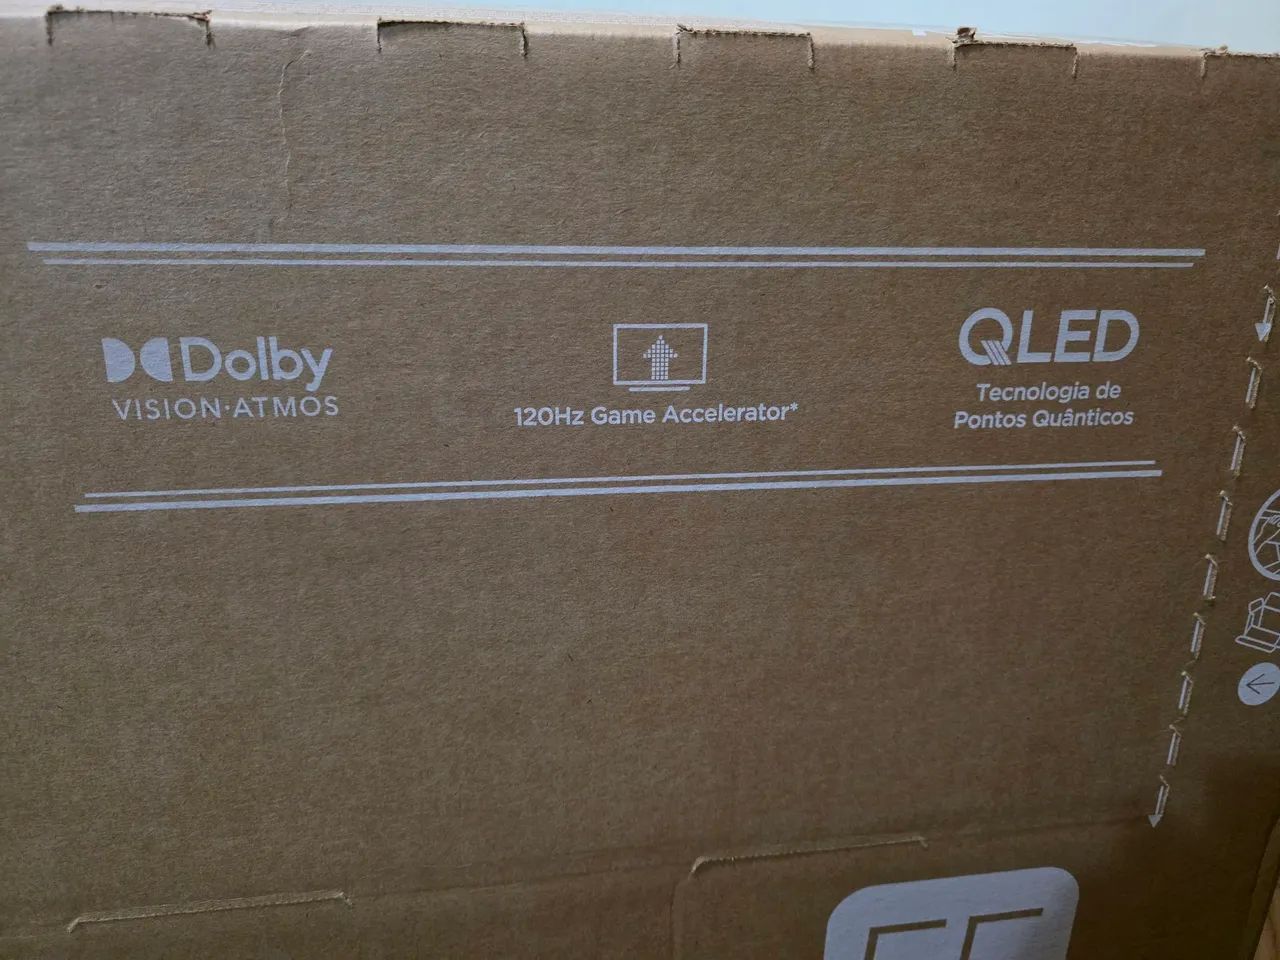 Dolby
VISION·ATMOS
120Hz Game Accelerator*
QLED
Tecnologia de
Pontos Quânticos